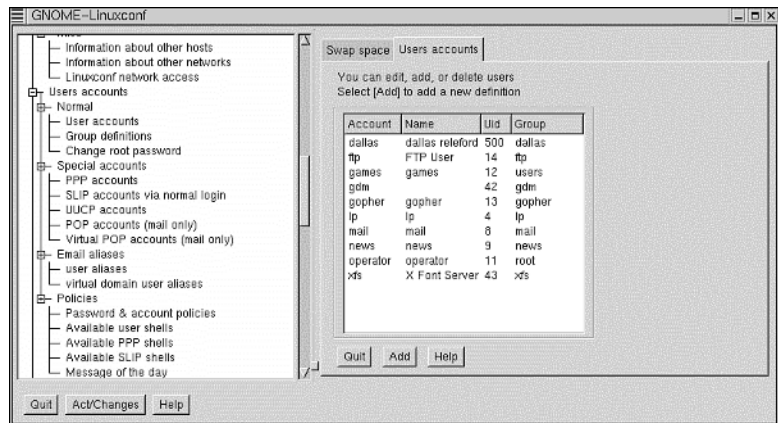 GNOME-Linuxconf
Information about other hosts
Information about other networks
Linuxconf network access
Users accounts
Normal
User accounts
Group definitions
Change root password
Special accounts
PPP accounts
SLIP accounts via normal login
UUCP accounts
POP accounts (mail only)
Virtual POP accounts (mail only)
Email aliases
user aliases
virtual domain user aliases
Policies
Password & account policies
Available user shells
Available PPP shells
Available SLIP shells
Message of the day
Swap space Users accounts
You can edit, add, or delete users
Select [Add] to add a new definition
Account Name Uid Group
dallas dallas releford 500 dallas
ftp FTP User 14 ftp
games games 12 users
gdm 42 gdm
gopher gopher 13 gopher
lp lp 4 lp
mail mail 8 mail
news news 9 news
operator operator 11 root
xfs X Font Server 43 xfs
Quit Add Help
Quit Act/Changes Help